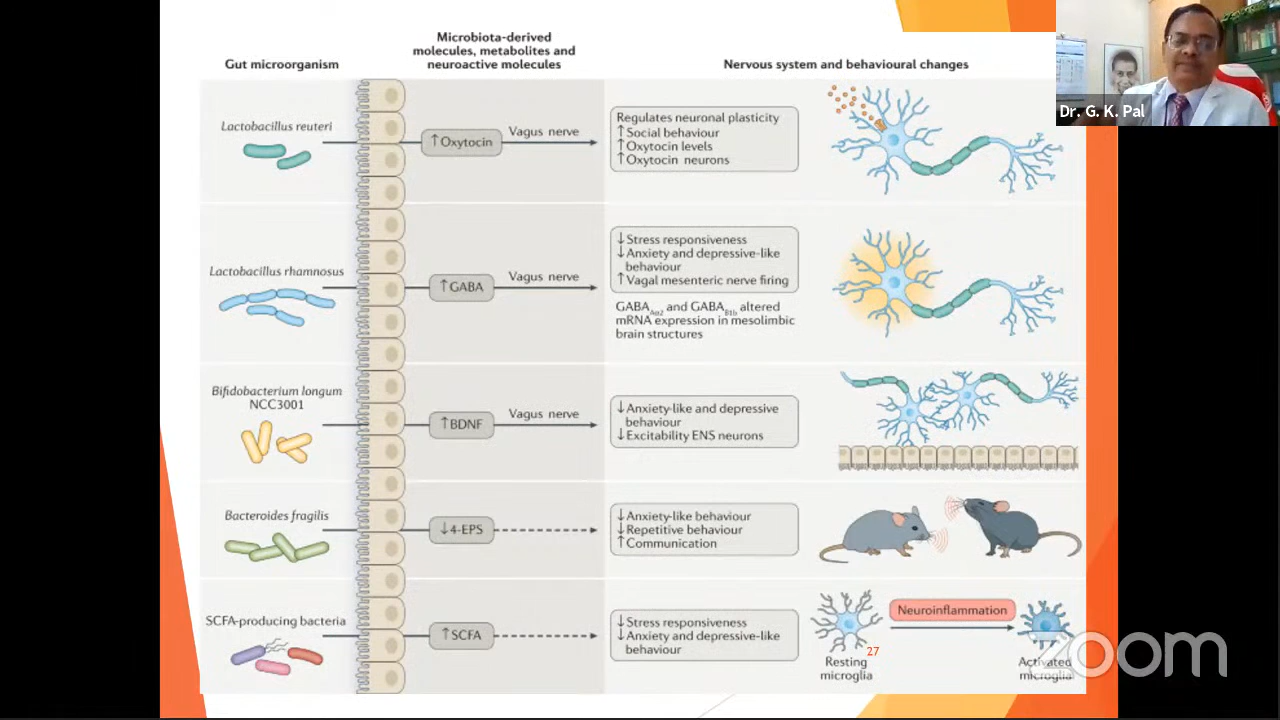 Microbiota-derived
molecules, metabolites and
neuroactive molecules
Gut microorganism
Nervous system and behavioural changes
Dr. G. K. Pal
Lactobacillus reuteri
↑Oxytocin
Vagus nerve
Regulates neuronal plasticity
↑Social behaviour
↑Oxytocin levels
↑Oxytocin neurons
Lactobacillus rhamnosus
↑GABA
Vagus nerve
↓Stress responsiveness
↓Anxiety and depressive-like
behaviour
↑Vagal mesenteric nerve firing
GABAAα2 and GABAB1b altered
mRNA expression in mesolimbic
brain structures
Bifidobacterium longum
NCC3001
↑BDNF
Vagus nerve
↓Anxiety-like and depressive
behaviour
↓Excitability ENS neurons
Bacteroides fragilis
↓4-EPS
↓Anxiety-like behaviour
↓Repetitive behaviour
↑Communication
SCFA-producing bacteria
↑SCFA
↓Stress responsiveness
↓Anxiety and depressive-like
behaviour
Neuroinflammation
27
Resting
microglia
Activated
microglia
zoom